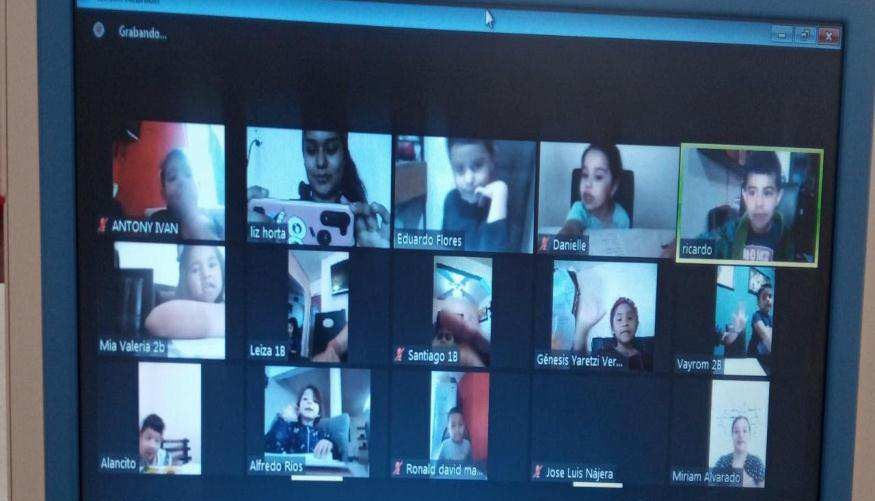 Grabando...
ANTONY IVAN
liz horta
Eduardo Flores
Danielle
ricardo
Mia Valeria 2b
Leiza 1B
Santiago 1B
Génesis Yaretzi Ver...
Vayrom 2B
Alancito
Alfredo Rios
Ronald david ma...
Jose Luis Nájera
Miriam Alvarado